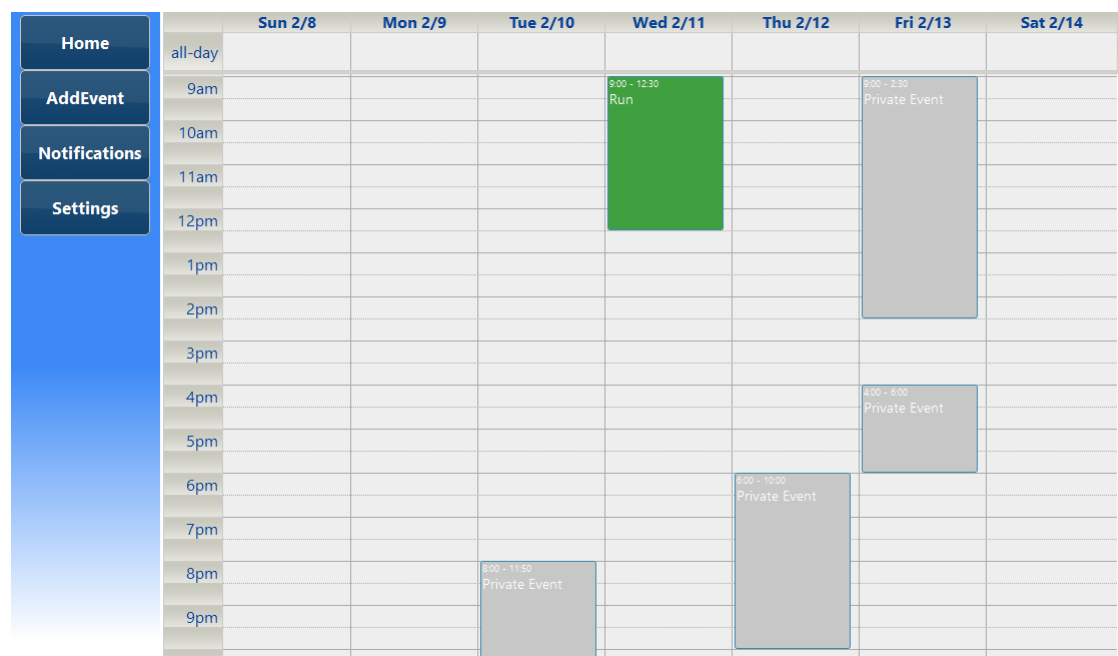 Home
AddEvent
Notifications
Settings
Sun 2/8 Mon 2/9 Tue 2/10 Wed 2/11 Thu 2/12 Fri 2/13 Sat 2/14
all-day
9am
10am
11am
12pm
1pm
2pm
3pm
4pm
5pm
6pm
7pm
8pm
9pm
8:00 - 11:50
Private Event
9:00 - 12:30
Run
6:00 - 10:00
Private Event
9:00 - 2:30
Private Event
4:00 - 6:00
Private Event